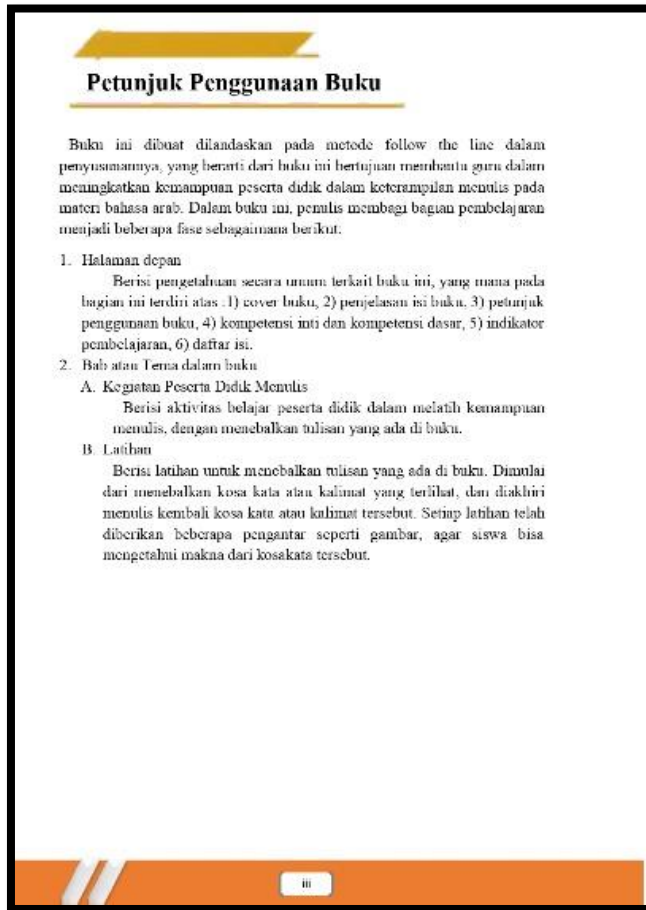 Petunjuk Penggunaan Buku
Buku ini dibuat dilandaskan pada metode follow the line dalam
penyusunannya, yang berarti dari buku ini bertujuan membantu guru dalam
meningkatkan kemampuan peserta didik dalam keterampilan menulis pada
materi bahasa arab. Dalam buku ini, penulis membagi bagian pembelajaran
menjadi beberapa fase sebagaimana berikut:
1. Halaman depan
Berisi pengetahuan secara umum terkait buku ini, yang mana pada
bagian ini terdiri atas :1) cover buku, 2) penjelasan isi buku, 3) petunjuk
penggunaan buku, 4) kompetensi inti dan kompetensi dasar, 5) indikator
pembelajaran, 6) daftar isi.
2. Bab atau Tema dalam buku
A. Kegiatan Peserta Didik Menulis
Berisi aktivitas belajar peserta didik dalam melatih kemampuan
menulis, dengan menebalkan tulisan yang ada di buku.
B. Latihan
Berisi latihan untuk menebalkan tulisan yang ada di buku. Dimulai
dari menebalkan kosa kata atau kalimat yang terlihat, dan diakhiri
menulis kembali kosa kata atau kalimat tersebut. Setiap latihan telah
diberikan beberapa pengantar seperti gambar, agar siswa bisa
mengetahui makna dari kosakata tersebut.
iii